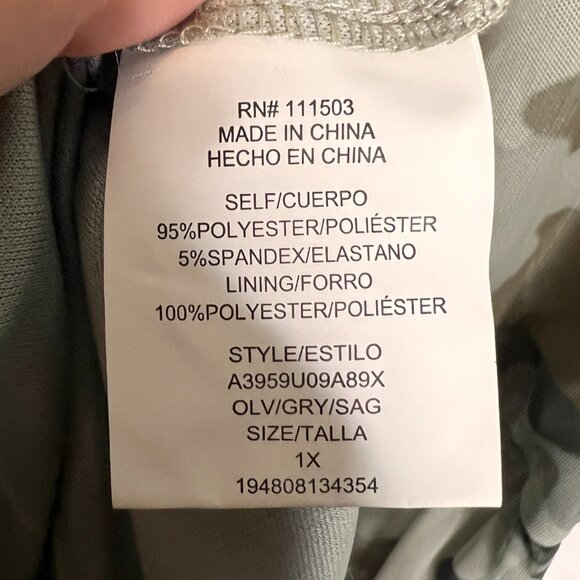 RN# 111503
MADE IN CHINA
HECHO EN CHINA
SELF/CUERPO
95%POLYESTER/POLIÉSTER
5%SPANDEX/ELASTANO
LINING/FORRO
100%POLYESTER/POLIÉSTER
STYLE/ESTILO
A3959U09A89X
OLV/GRY/SAG
SIZE/TALLA
1X
194808134354